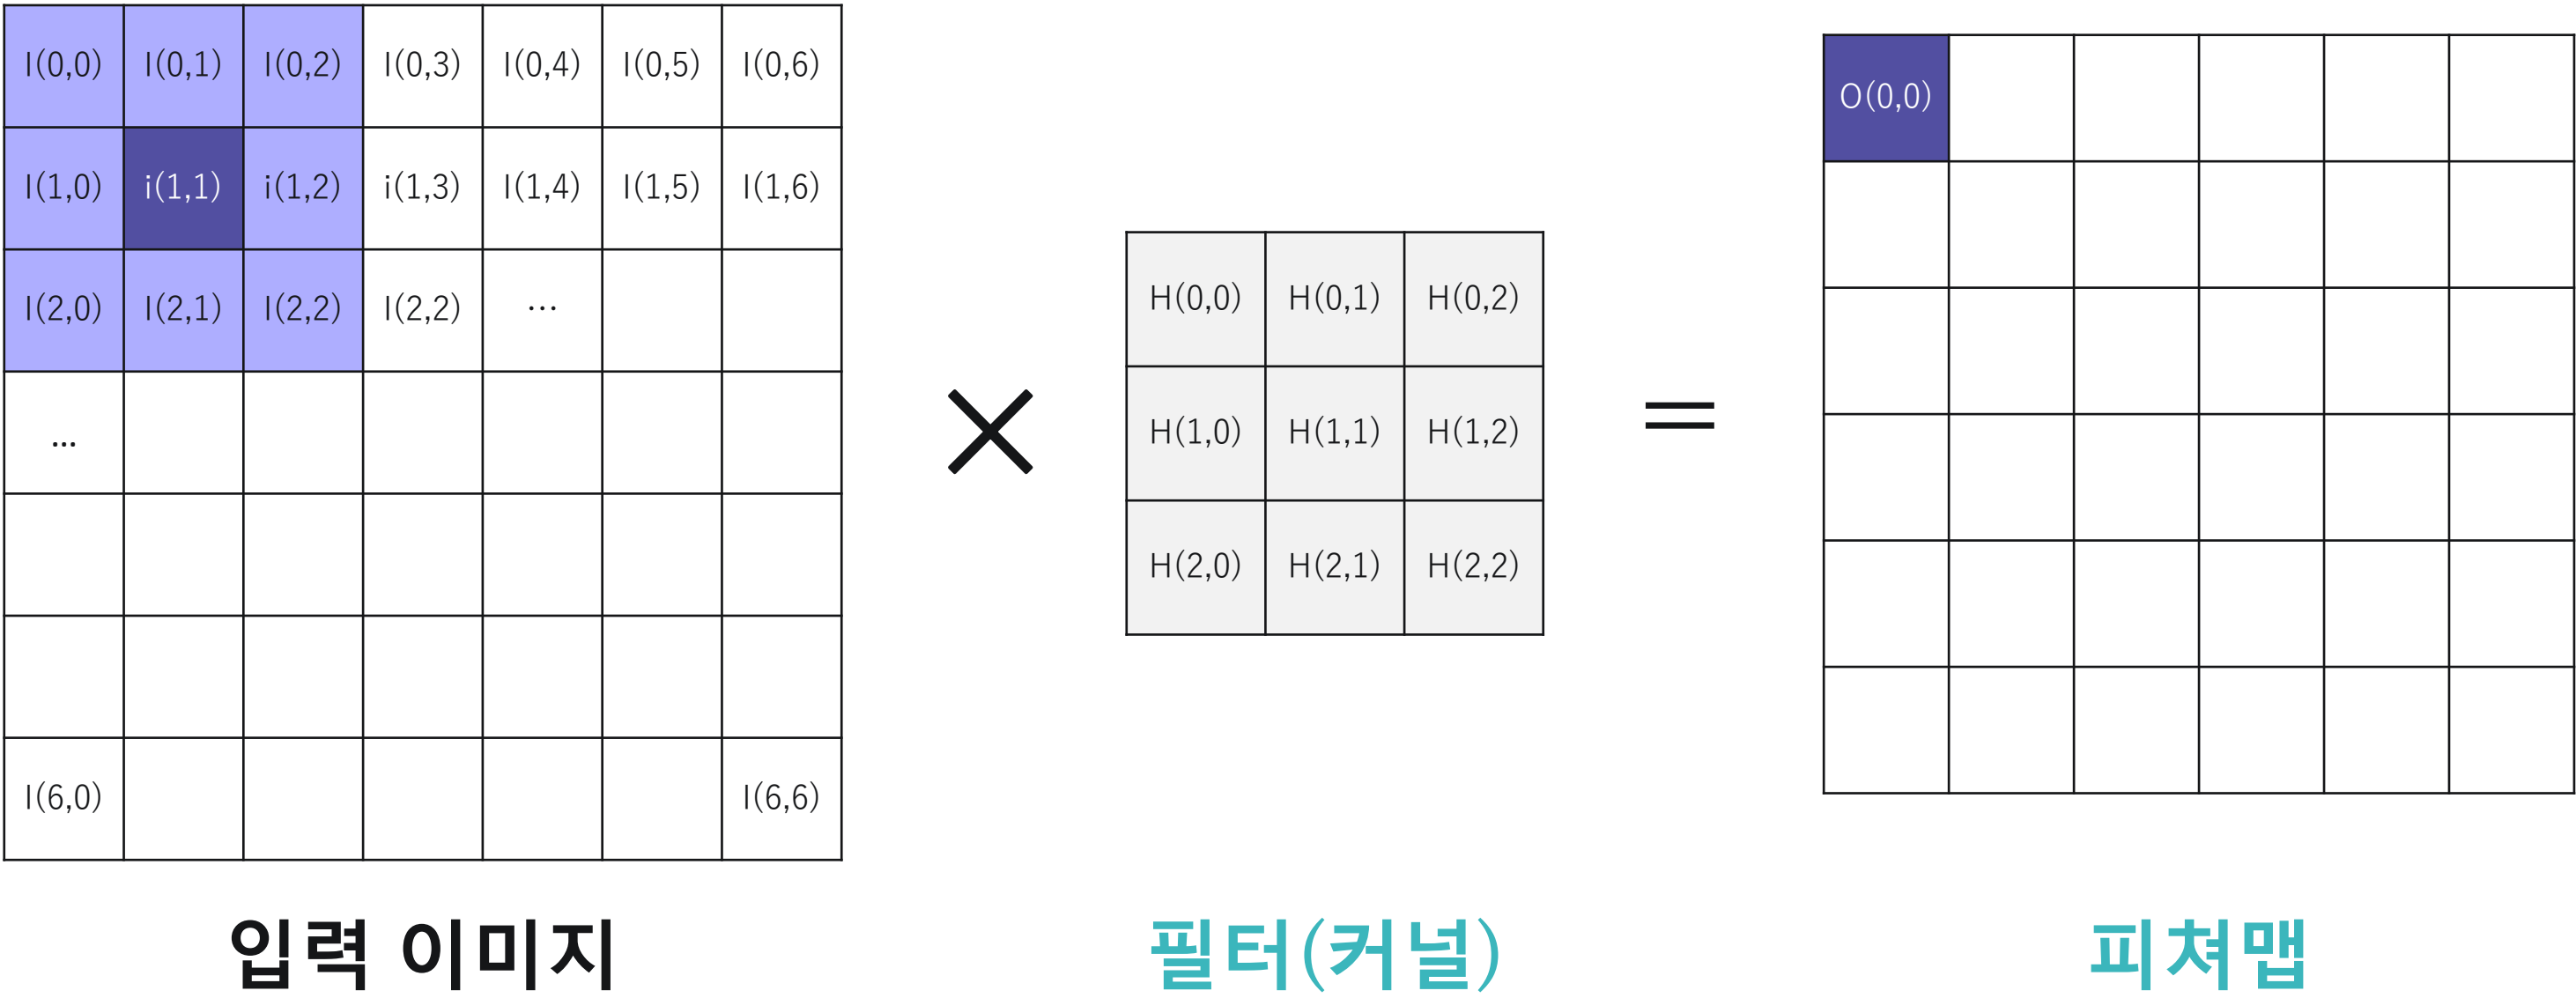 I(0,0) I(0,1) I(0,2) I(0,3) I(0,4) I(0,5) I(0,6)
I(1,0) i(1,1) i(1,2) i(1,3) I(1,4) I(1,5) I(1,6)
I(2,0) I(2,1) I(2,2) I(2,2) ...
...
I(6,0) I(6,6)
×
H(0,0) H(0,1) H(0,2)
H(1,0) H(1,1) H(1,2)
H(2,0) H(2,1) H(2,2)
=
O(0,0)
입력 이미지
필터(커널)
피쳐맵